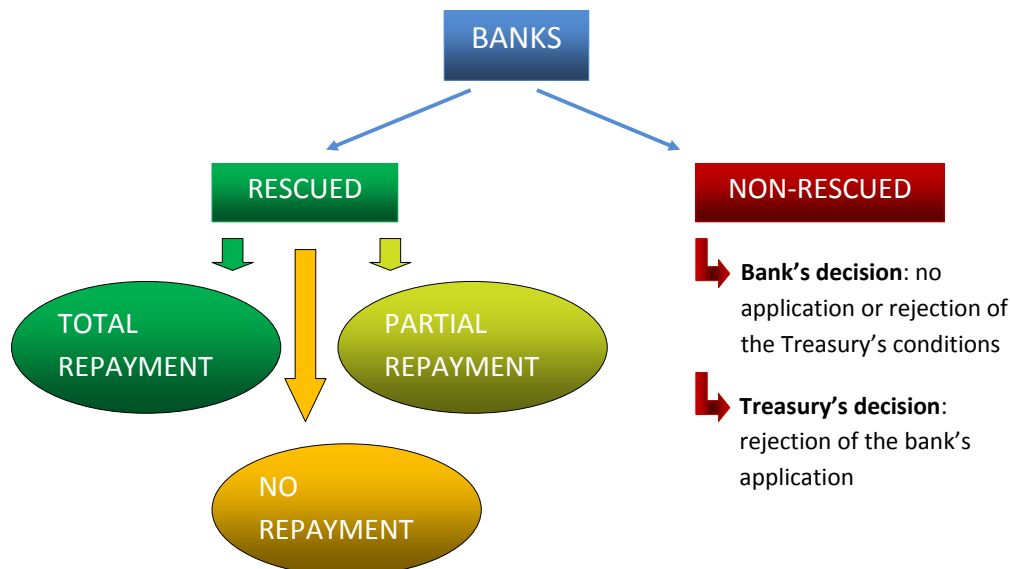 BANKS
RESCUED
NON-RESCUED
TOTAL
REPAYMENT
PARTIAL
REPAYMENT
NO
REPAYMENT
Bank’s decision: no
application or rejection of
the Treasury’s conditions
Treasury’s decision:
rejection of the bank’s
application